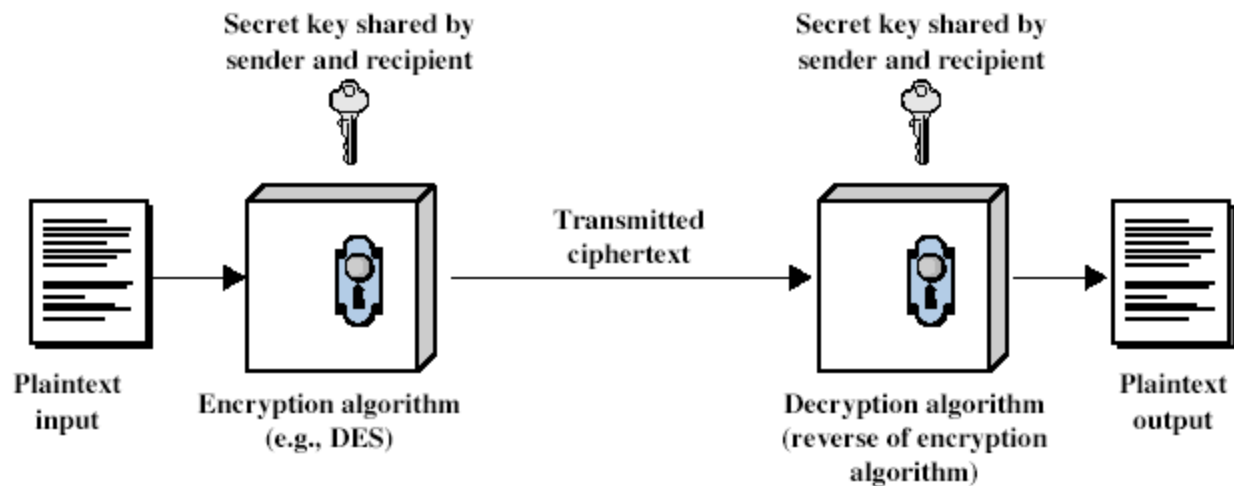 Secret key shared by
sender and recipient
Secret key shared by
sender and recipient
Transmitted
ciphertext
Plaintext
input
Encryption algorithm
(e.g., DES)
Decryption algorithm
(reverse of encryption
algorithm)
Plaintext
output